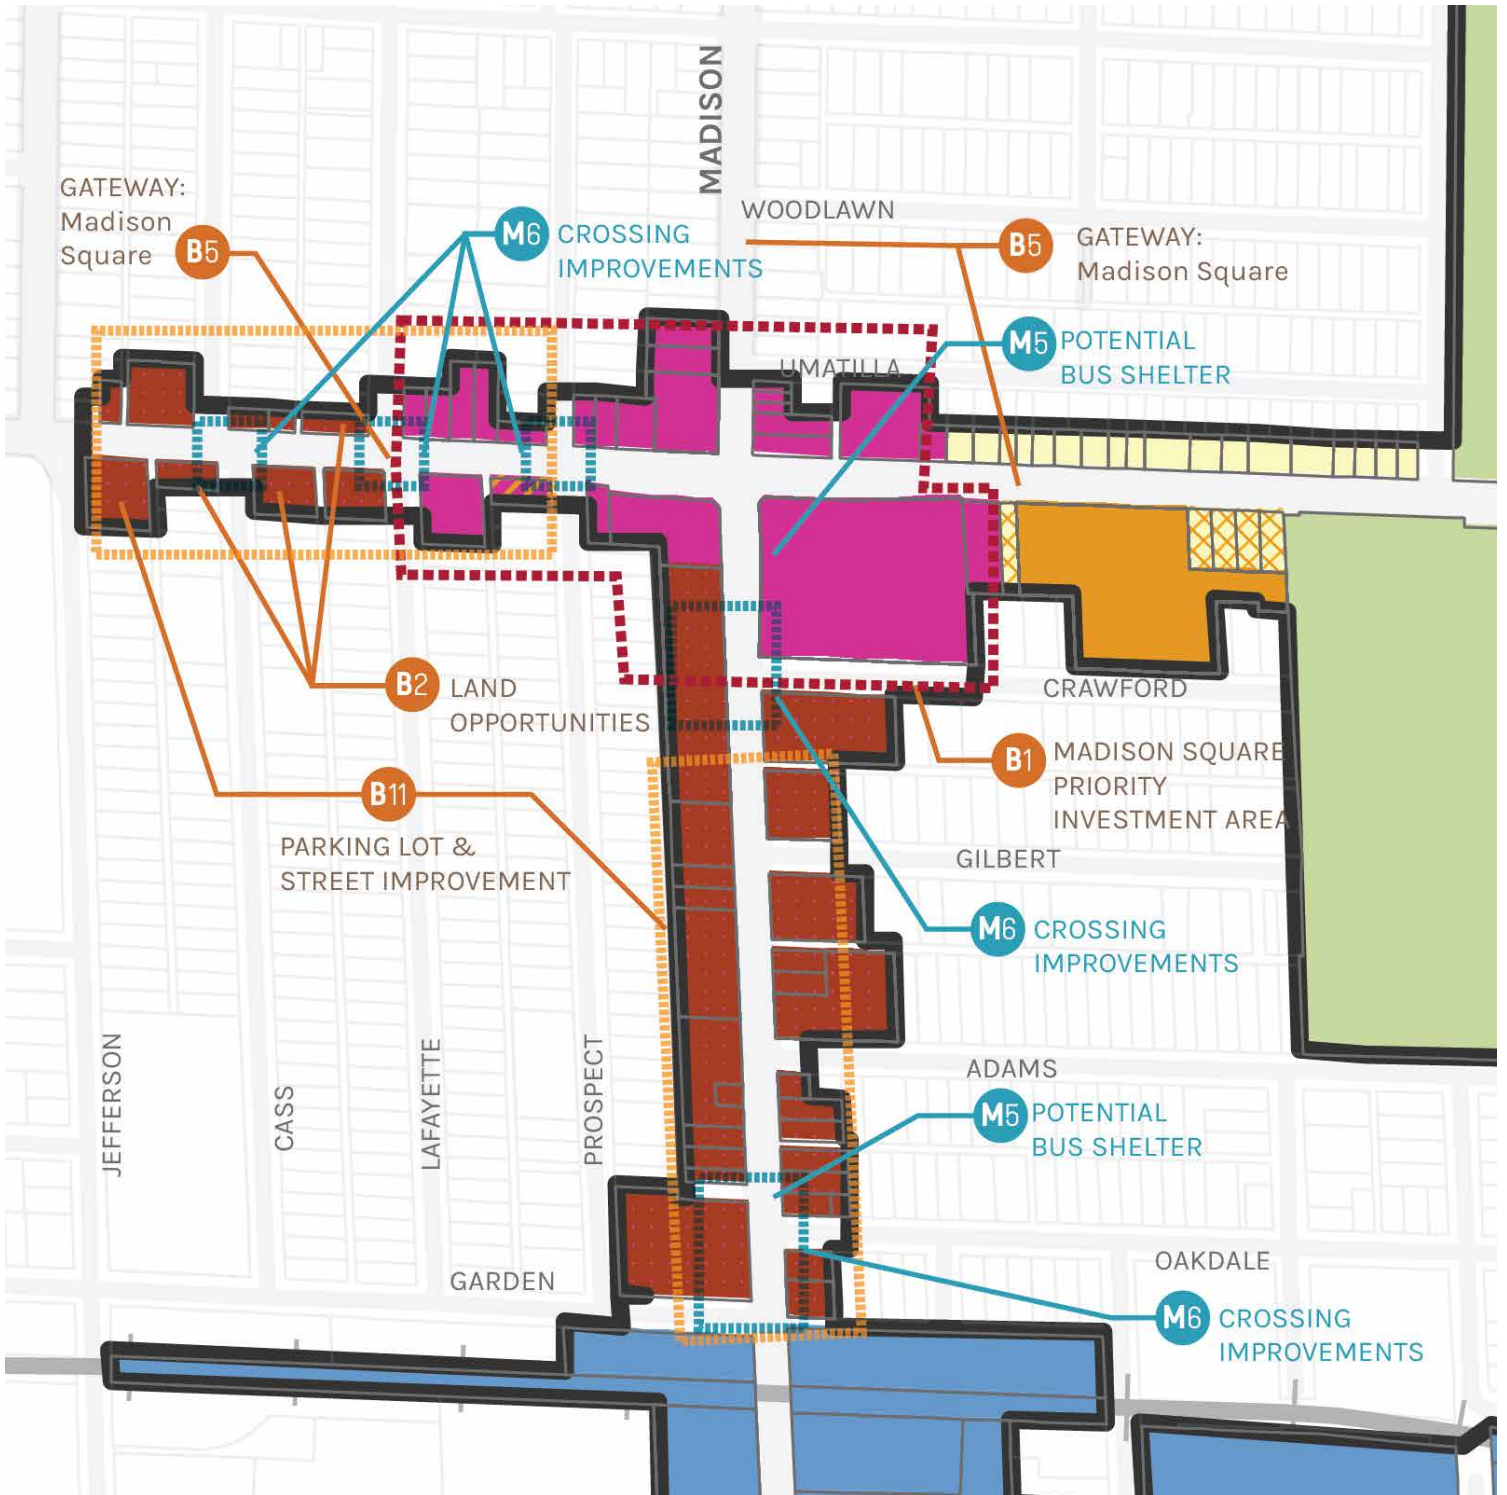 MADISON
GATEWAY:
Madison
Square
B5
M6
CROSSING
IMPROVEMENTS
WOODLAWN
B5
GATEWAY:
Madison Square
M5
POTENTIAL
BUS SHELTER
UMATILLA
B2
LAND
OPPORTUNITIES
CRAWFORD
B1
MADISON SQUARE
PRIORITY
INVESTMENT AREA
B11
PARKING LOT &
STREET IMPROVEMENT
GILBERT
M6
CROSSING
IMPROVEMENTS
JEFFERSON
CASS
LAFAYETTE
PROSPECT
ADAMS
M5
POTENTIAL
BUS SHELTER
GARDEN
OAKDALE
M6
CROSSING
IMPROVEMENTS